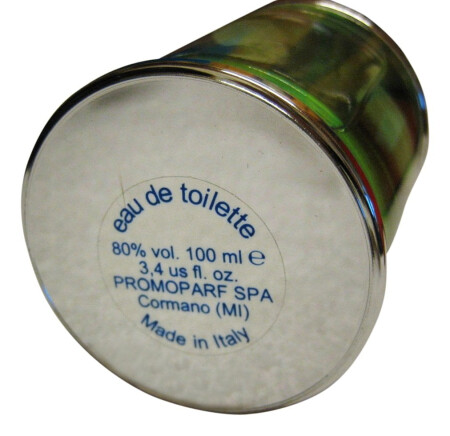 eau de toilette
80% vol. 100 ml ℮
3,4 us fl. oz.
PROMOPARF SPA
Cormano (MI)
Made in Italy